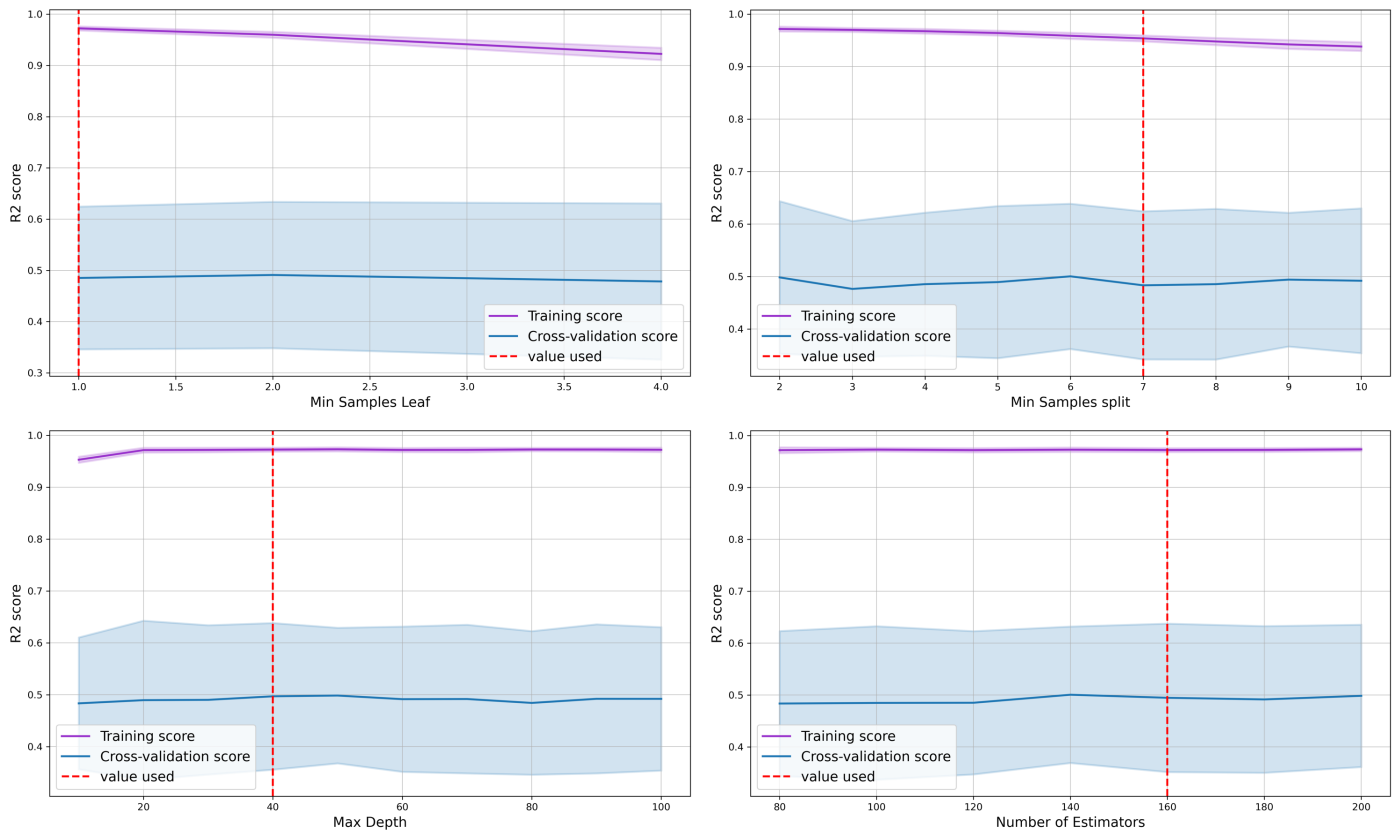 1.0
0.9
0.8
0.7
0.6
0.5
0.4
0.3
R2 score
Training score
Cross-validation score
value used
1.0 1.5 2.0 2.5 3.0 3.5 4.0
Min Samples Leaf
1.0
0.9
0.8
0.7
0.6
0.5
0.4
R2 score
Training score
Cross-validation score
value used
2 3 4 5 6 7 8 9 10
Min Samples split
1.0
0.9
0.8
0.7
0.6
0.5
0.4
R2 score
Training score
Cross-validation score
value used
20 40 60 80 100
Max Depth
1.0
0.9
0.8
0.7
0.6
0.5
0.4
R2 score
Training score
Cross-validation score
value used
80 100 120 140 160 180 200
Number of Estimators